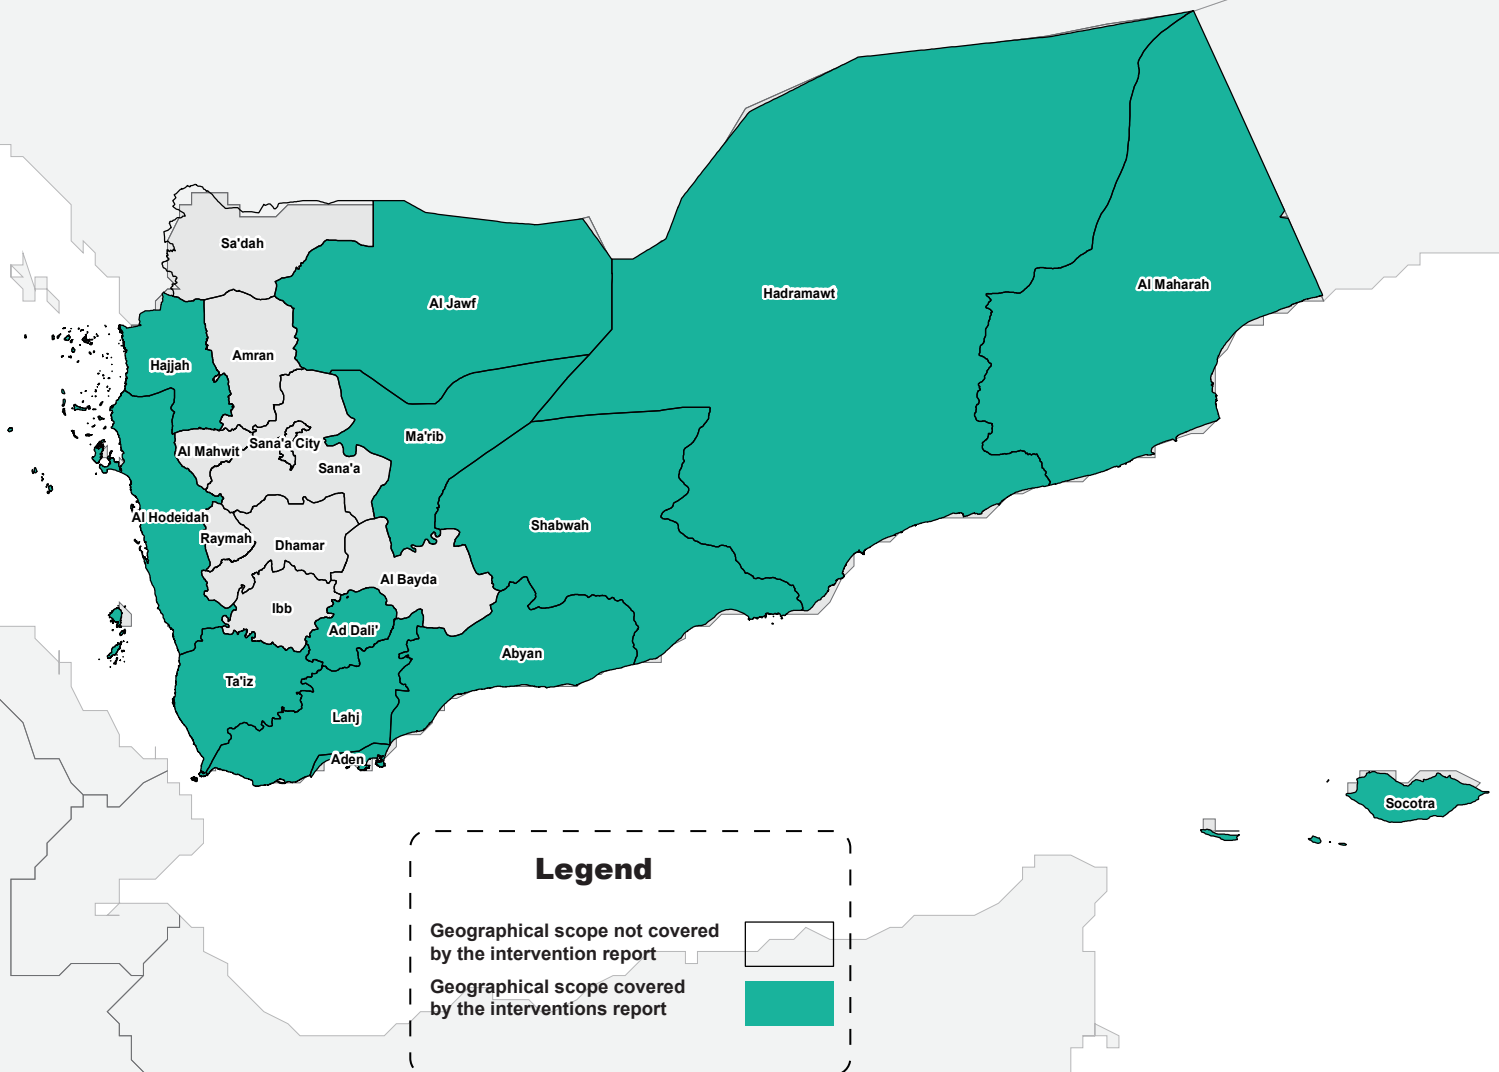 Sa'dah
Al Jawf
Hadramawt
Al Maharah
Hajjah
Amran
Ma'rib
Al Mahwit
Sana'a City
Sana'a
Al Hodeidah
Raymah
Dhamar
Shabwah
Al Bayda
Ibb
Ad Dali'
Abyan
Ta'iz
Lahj
Aden
Socotra
Legend
Geographical scope not covered
by the intervention report
Geographical scope covered
by the interventions report